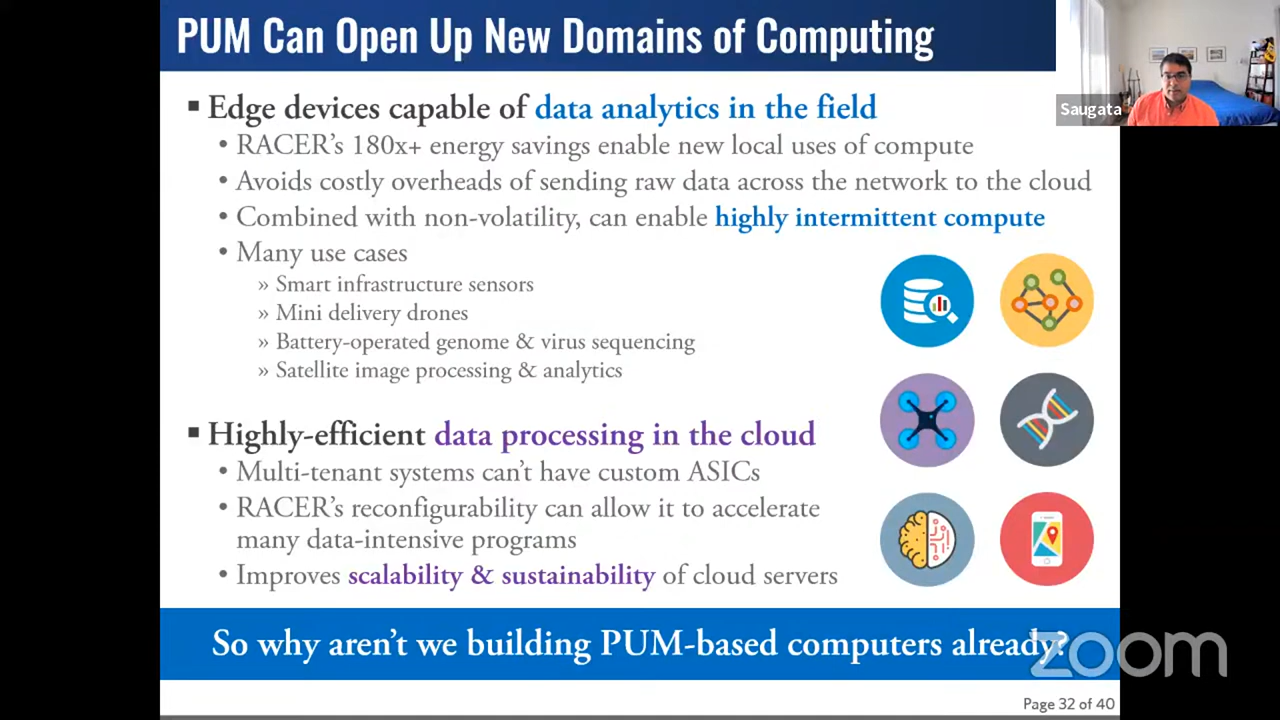 PUM Can Open Up New Domains of Computing
Saugata
▪ Edge devices capable of data analytics in the field
• RACER's 180x+ energy savings enable new local uses of compute
• Avoids costly overheads of sending raw data across the network to the cloud
• Combined with non-volatility, can enable highly intermittent compute
• Many use cases
» Smart infrastructure sensors
» Mini delivery drones
» Battery-operated genome & virus sequencing
» Satellite image processing & analytics
▪ Highly-efficient data processing in the cloud
• Multi-tenant systems can't have custom ASICs
• RACER's reconfigurability can allow it to accelerate
many data-intensive programs
• Improves scalability & sustainability of cloud servers
So why aren't we building PUM-based computers already?
zoom
Page 32 of 40